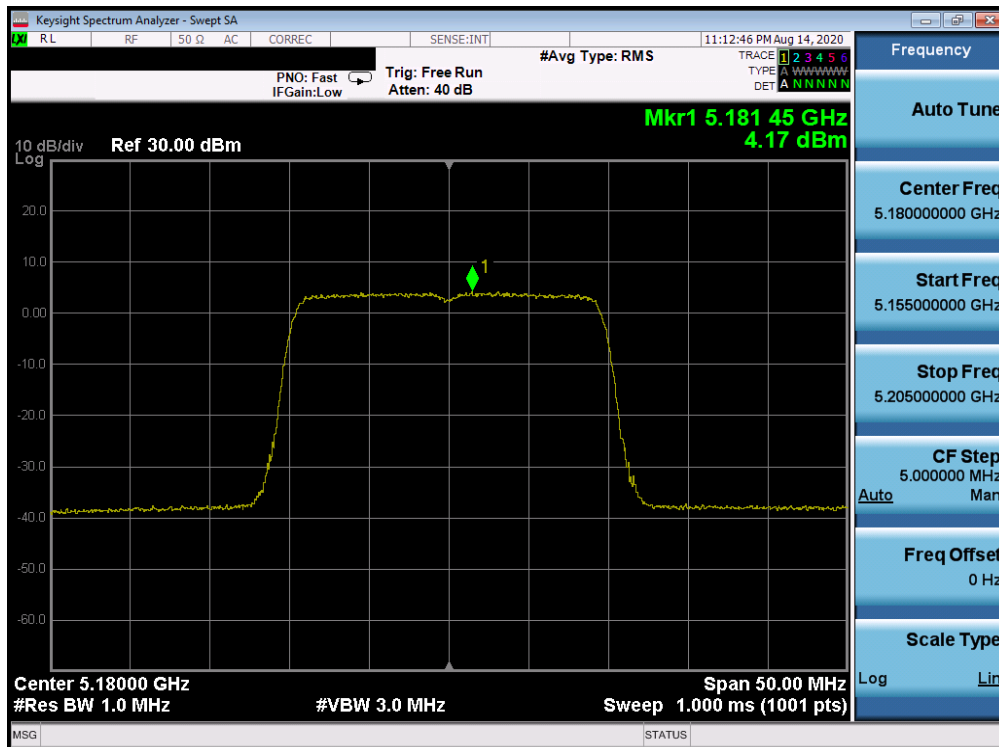 Keysight Spectrum Analyzer - Swept SA
LXI RL RF 50 Ω AC CORREC SENSE:INT 11:12:46 PM Aug 14, 2020
#Avg Type: RMS
TRACE 1 2 3 4 5 6
TYPE A WWWWW
DET A N N N N N
PNO: Fast
IFGain:Low
Trig: Free Run
Atten: 40 dB
Mkr1 5.181 45 GHz
4.17 dBm
10 dB/div
Log
Ref 30.00 dBm
20.0
10.0
1
0.00
-10.0
-20.0
-30.0
-40.0
-50.0
-60.0
Center 5.18000 GHz
Span 50.00 MHz
#Res BW 1.0 MHz
#VBW 3.0 MHz
Sweep 1.000 ms (1001 pts)
MSG
STATUS
Frequency
Auto Tune
Center Freq
5.180000000 GHz
Start Freq
5.155000000 GHz
Stop Freq
5.205000000 GHz
CF Step
5.000000 MHz
Auto Man
Freq Offset
0 Hz
Scale Type
Log Lin